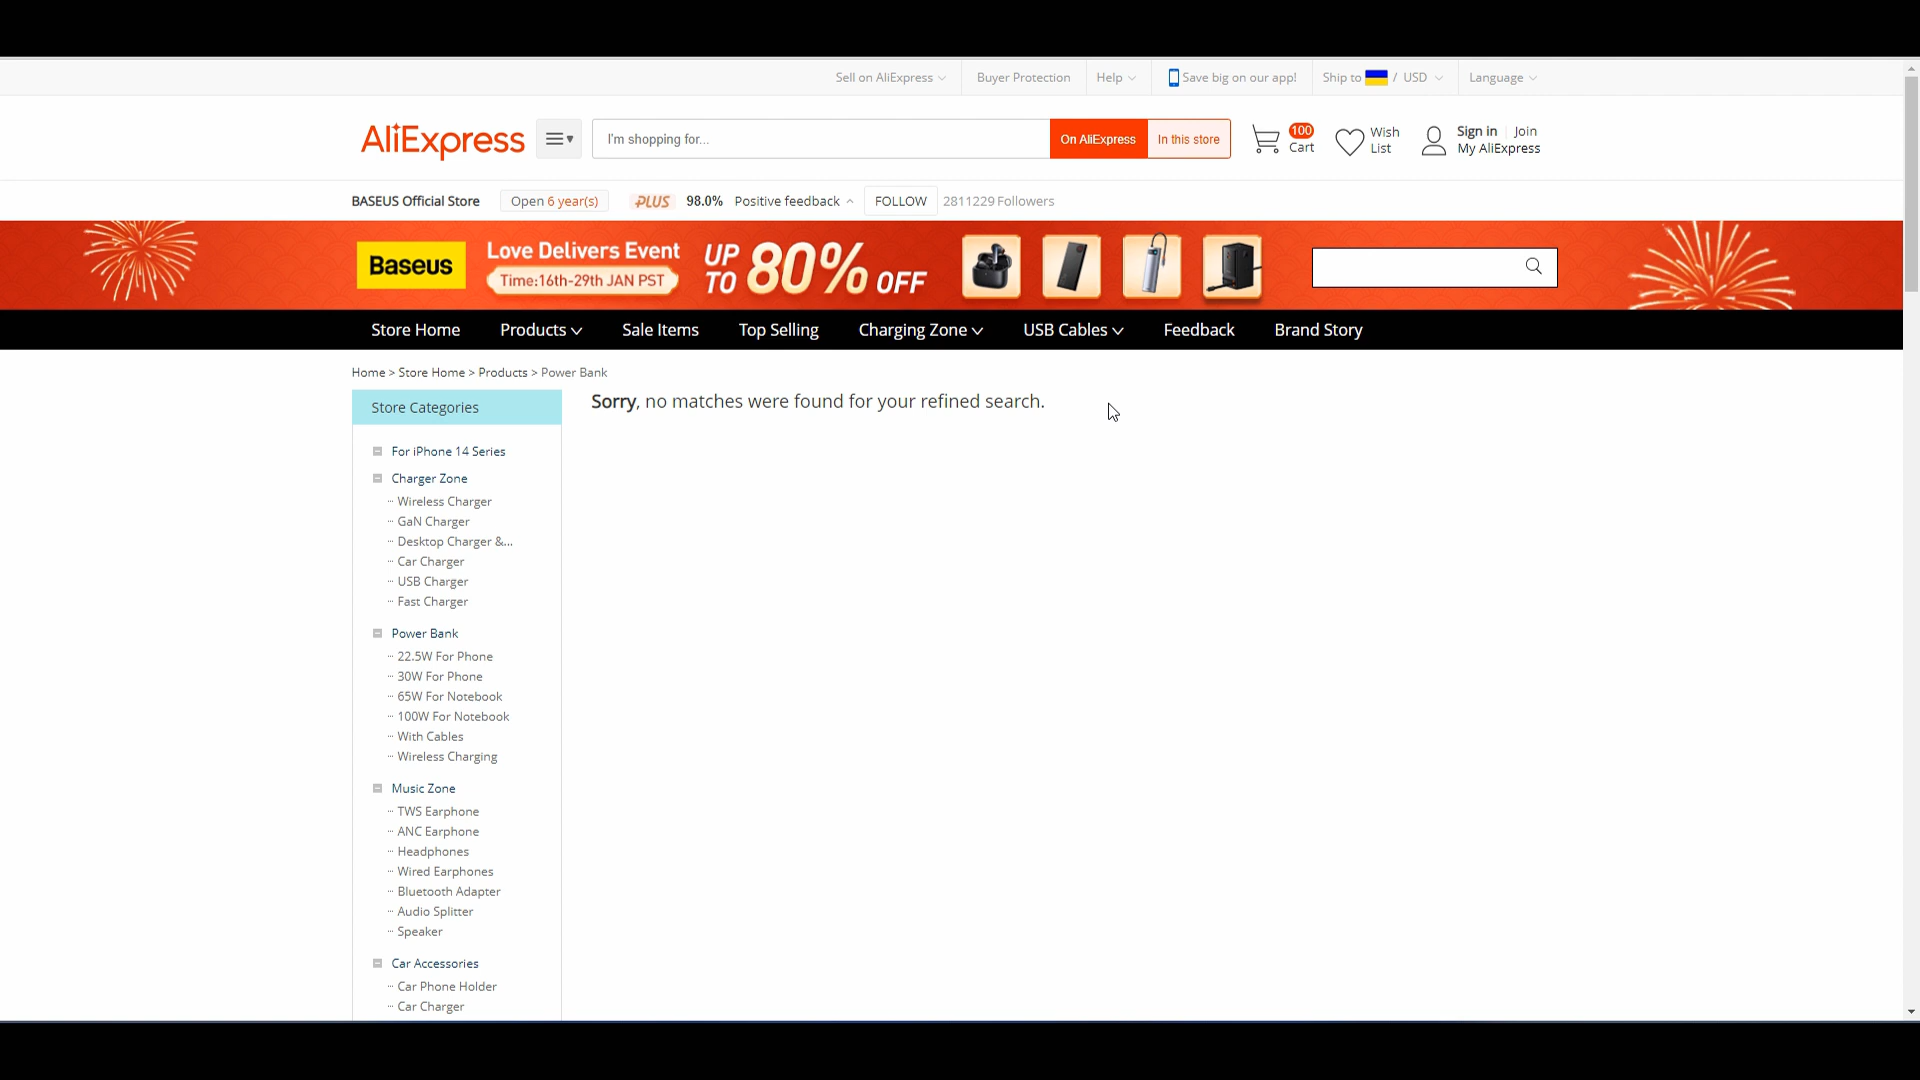 Sell on AliExpress
Buyer Protection
Help
Save big on our app!
Ship to / USD
Language
AliExpress
I'm shopping for...
On AliExpress
In this store
100
Cart
Wish
List
Sign in Join
My AliExpress
BASEUS Official Store
Open 6 year(s)
PLUS
98.0% Positive feedback
FOLLOW
2811229 Followers
Baseus
Love Delivers Event
Time:16th-29th JAN PST
UP TO 80% OFF
Store Home
Products
Sale Items
Top Selling
Charging Zone
USB Cables
Feedback
Brand Story
Home > Store Home > Products > Power Bank
Store Categories
Sorry, no matches were found for your refined search.
For iPhone 14 Series
Charger Zone
Wireless Charger
GaN Charger
Desktop Charger &...
Car Charger
USB Charger
Fast Charger
Power Bank
22.5W For Phone
30W For Phone
65W For Notebook
100W For Notebook
With Cables
Wireless Charging
Music Zone
TWS Earphone
ANC Earphone
Headphones
Wired Earphones
Bluetooth Adapter
Audio Splitter
Speaker
Car Accessories
Car Phone Holder
Car Charger